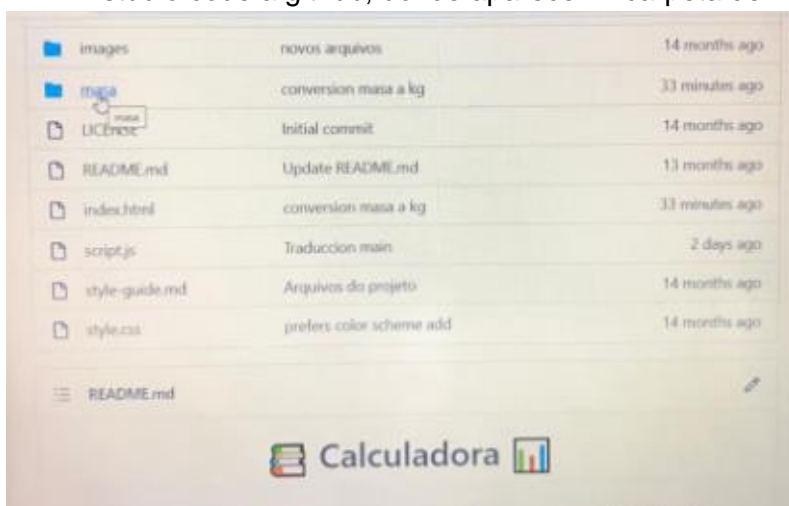 images novos arquivos 14 months ago
masa conversion masa a kg 33 minutes ago
masa
LICEnse Initial commit 14 months ago
README.md Update README.md 13 months ago
index.html conversion masa a kg 33 minutes ago
script.js Traduccion main 2 days ago
style-guide.md Arquivos do projeto 14 months ago
style.css prefers color scheme add 14 months ago
README.md
Calculadora